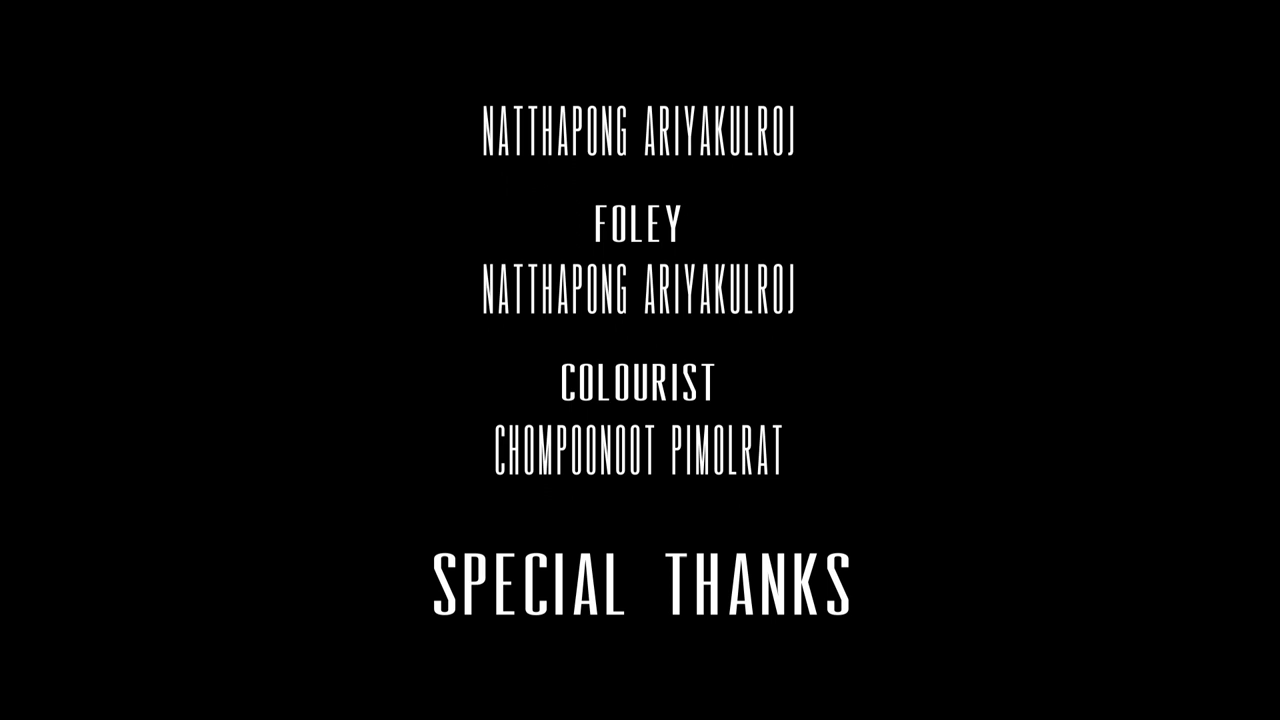 NATTHAPONG ARIYAKULROJ
FOLEY
NATTHAPONG ARIYAKULROJ
COLOURIST
CHOMPOONOOT PIMOLRAT
SPECIAL THANKS